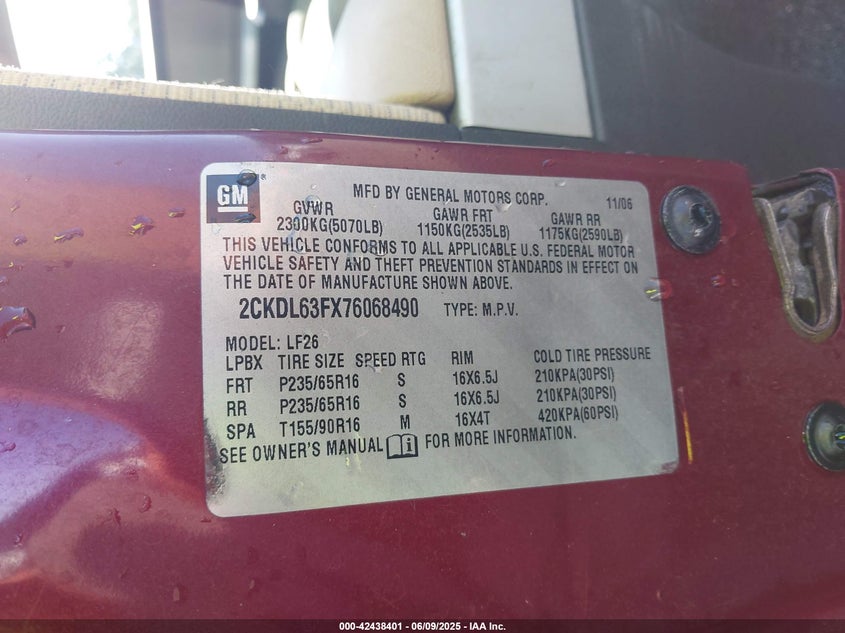 GM ®
MFD BY GENERAL MOTORS CORP. 11/06
GVWR GAWR FRT GAWR RR
2300KG(5070LB) 1150KG(2535LB) 1175KG(2590LB)
THIS VEHICLE CONFORMS TO ALL APPLICABLE U.S. FEDERAL MOTOR
VEHICLE SAFETY AND THEFT PREVENTION STANDARDS IN EFFECT ON
THE DATE OF MANUFACTURE SHOWN ABOVE.
2CKDL63FX76068490 TYPE: M.P.V.
MODEL: LF26
LPBX TIRE SIZE SPEED RTG RIM COLD TIRE PRESSURE
FRT P235/65R16 S 16X6.5J 210KPA(30PSI)
RR P235/65R16 S 16X6.5J 210KPA(30PSI)
SPA T155/90R16 M 16X4T 420KPA(60PSI)
SEE OWNER'S MANUAL FOR MORE INFORMATION.
000-42438401 | 06/09/2025 | IAA Inc.